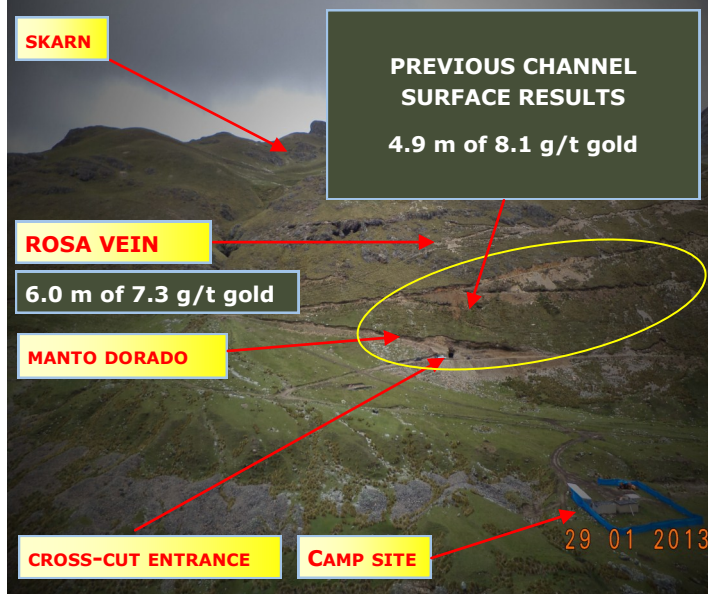 SKARN
PREVIOUS CHANNEL
SURFACE RESULTS
4.9 m of 8.1 g/t gold
ROSA VEIN
6.0 m of 7.3 g/t gold
MANTO DORADO
CROSS-CUT ENTRANCE
CAMP SITE
29 01 2013